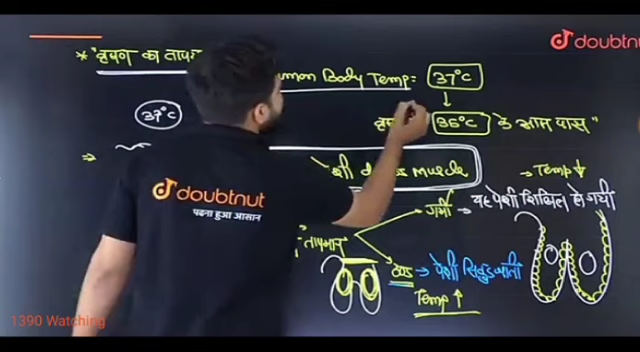 * "वृषण का
doubtnut
Body Temp = 37°C
37°C
36°C के आस पास"
⇒
Muscle
→ Temp ↓
doubtnut
पढ़ना हुआ आसान
गर्मी → यह पेशी शिथिल हो गयी
तापमान
ठंड → पेशी सिकुड़ जाती
Temp ↑
1390 Watching